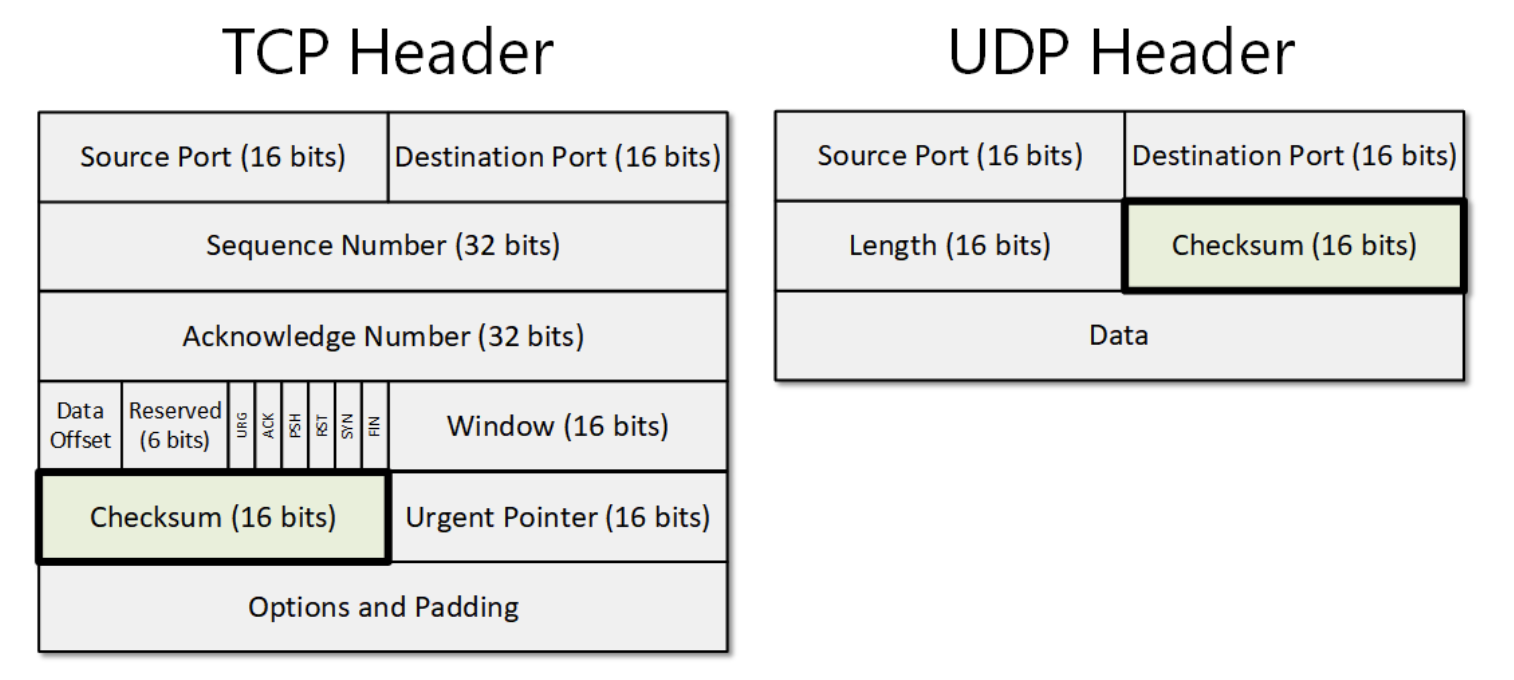 TCP Header
Source Port (16 bits)
Destination Port (16 bits)
Sequence Number (32 bits)
Acknowledge Number (32 bits)
Data
Offset
Reserved
(6 bits)
URG
ACK
PSH
RST
SYN
FIN
Window (16 bits)
Checksum (16 bits)
Urgent Pointer (16 bits)
Options and Padding
UDP Header
Source Port (16 bits)
Destination Port (16 bits)
Length (16 bits)
Checksum (16 bits)
Data